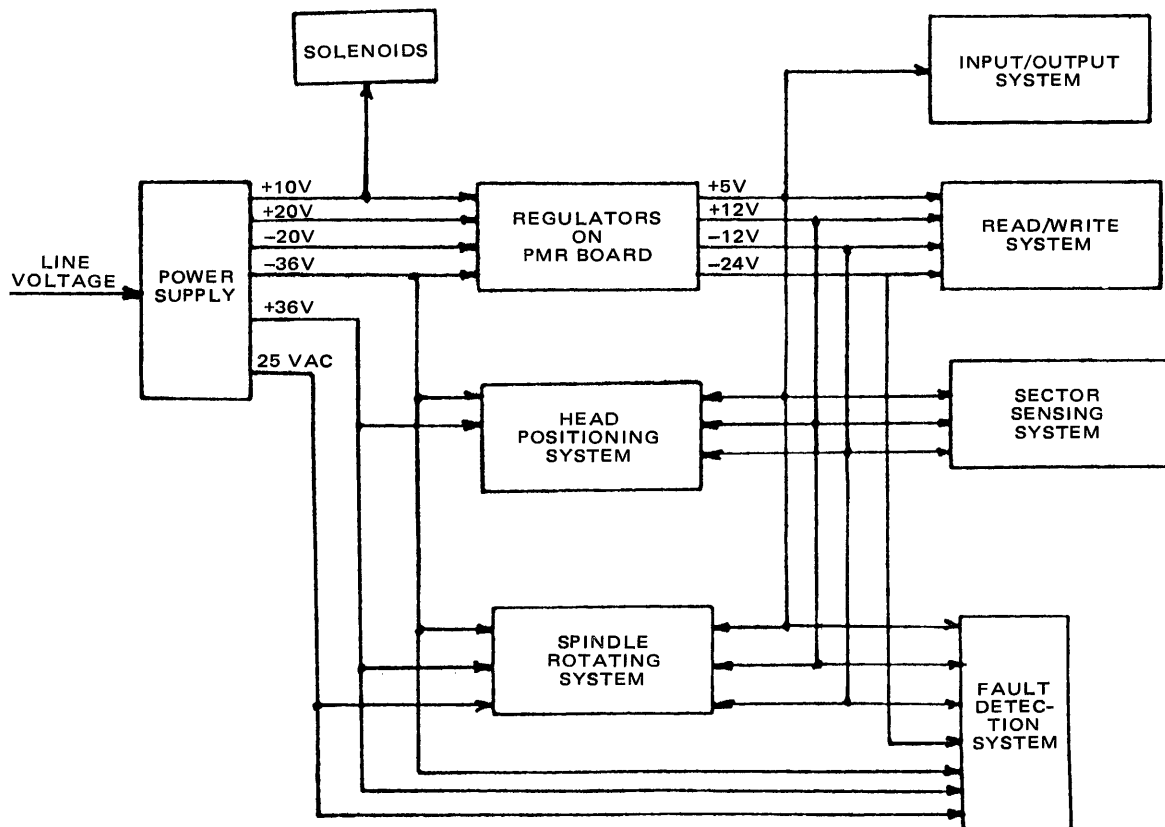 SOLENOIDS
INPUT/OUTPUT
SYSTEM
LINE
VOLTAGE
POWER
SUPPLY
+10V
+20V
−20V
−36V
+36V
25 VAC
REGULATORS
ON
PMR BOARD
+5V
+12V
−12V
−24V
READ/WRITE
SYSTEM
HEAD
POSITIONING
SYSTEM
SECTOR
SENSING
SYSTEM
SPINDLE
ROTATING
SYSTEM
FAULT
DETEC-
TION
SYSTEM